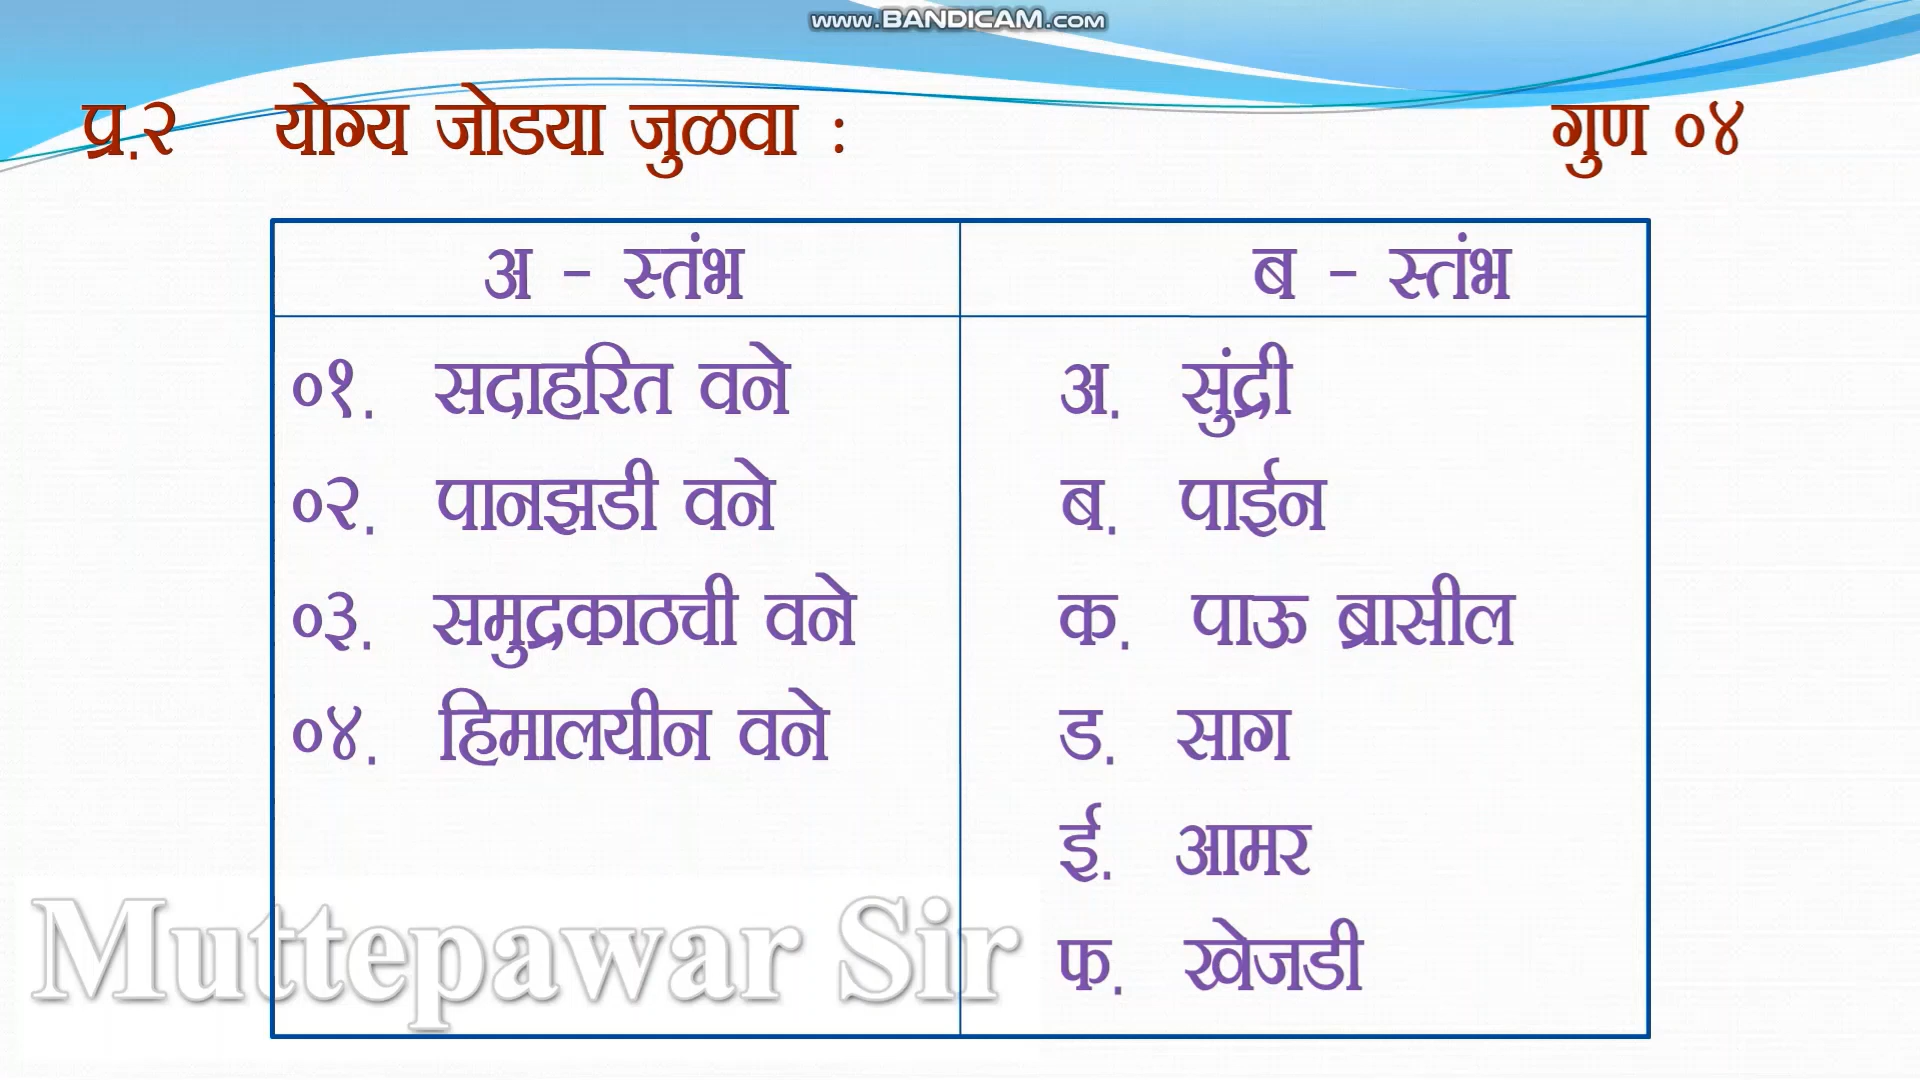 www.BANDICAM.com
प्र.२ योग्य जोडया जुळवा : गुण ०४
अ - स्तंभ ब - स्तंभ
०१. सदाहरित वने अ. सुंद्री
०२. पानझडी वने ब. पाईन
०३. समुद्रकाठची वने क. पाऊ ब्रासील
०४. हिमालयीन वने ड. साग
ई. आमर
Muttepawar Sir
फ. खेजडी